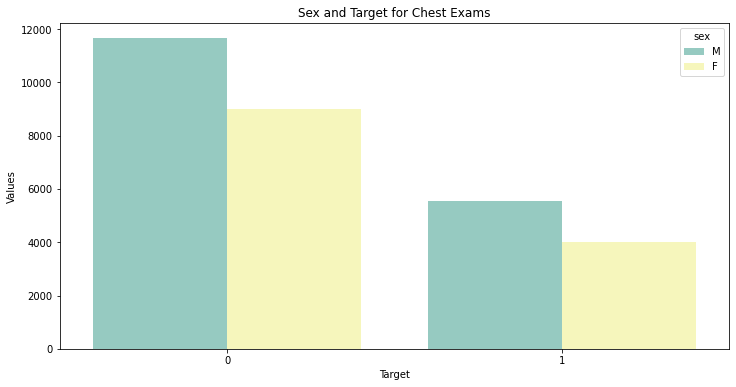 Sex and Target for Chest Exams
sex
M
F
Values
12000
10000
8000
6000
4000
2000
0
0
1
Target